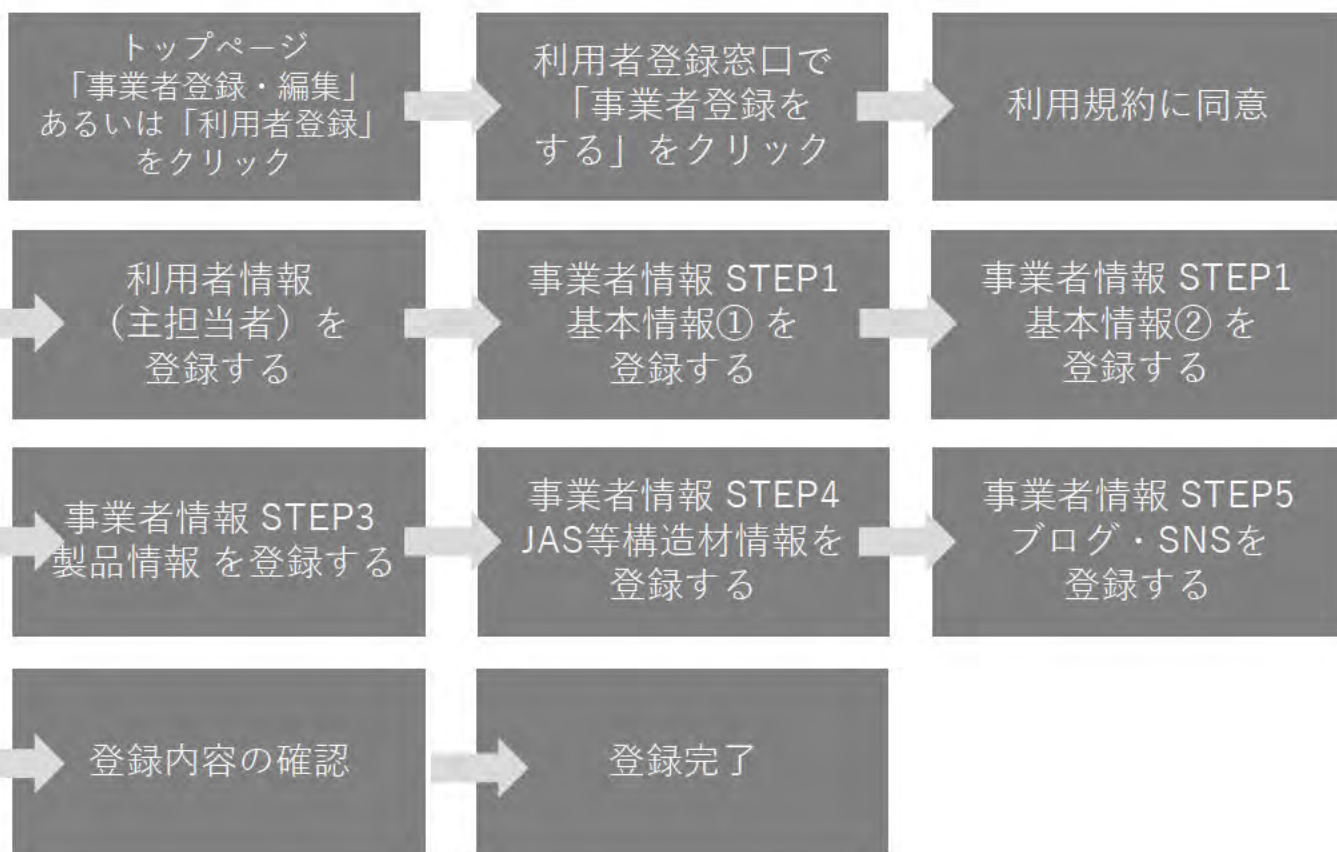 トップページ
「事業者登録・編集」
あるいは「利用者登録」
をクリック
利用者登録窓口で
「事業者登録を
する」をクリック
利用規約に同意
利用者情報
（主担当者）を
登録する
事業者情報 STEP1
基本情報① を
登録する
事業者情報 STEP1
基本情報② を
登録する
事業者情報 STEP3
製品情報 を登録する
事業者情報 STEP4
JAS等構造材情報を
登録する
事業者情報 STEP5
ブログ・SNSを
登録する
登録内容の確認
登録完了